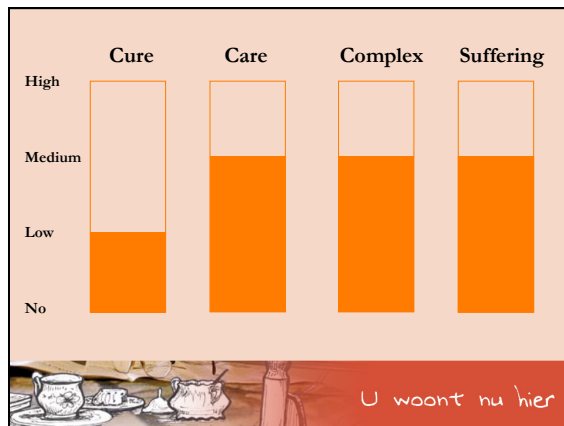 Cure Care Complex Suffering
High
Medium
Low
No
U woont nu hier